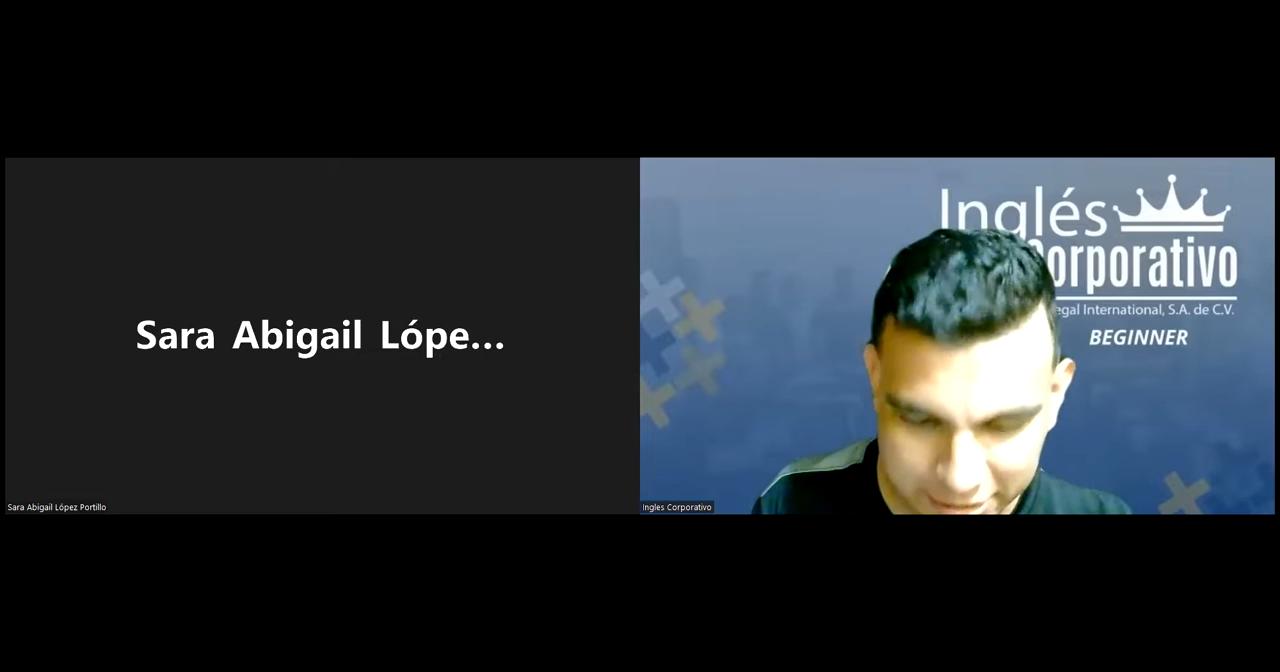 Sara Abigail Lópe...
Sara Abigail López Portillo
Inglés
orporativo
egal International, S.A. de C.V.
BEGINNER
Ingles Corporativo